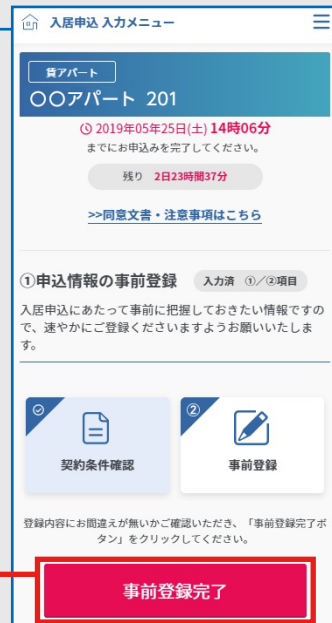 入居申込 入力メニュー
賃アパート
〇〇アパート 201
2019年05年25日(土) 14時06分
までにお申込みを完了してください。
残り 2日23時間37分
>>同意文書・注意事項はこちら
①申込情報の事前登録 入力済 ①／②項目
入居申込にあたって事前に把握しておきたい情報ですの
で、速やかにご登録くださいますようお願いいたしま
す。
②
契約条件確認 事前登録
登録内容にお間違えが無いかご確認いただき、「事前登録完了ボ
タン」をクリックしてください。
事前登録完了